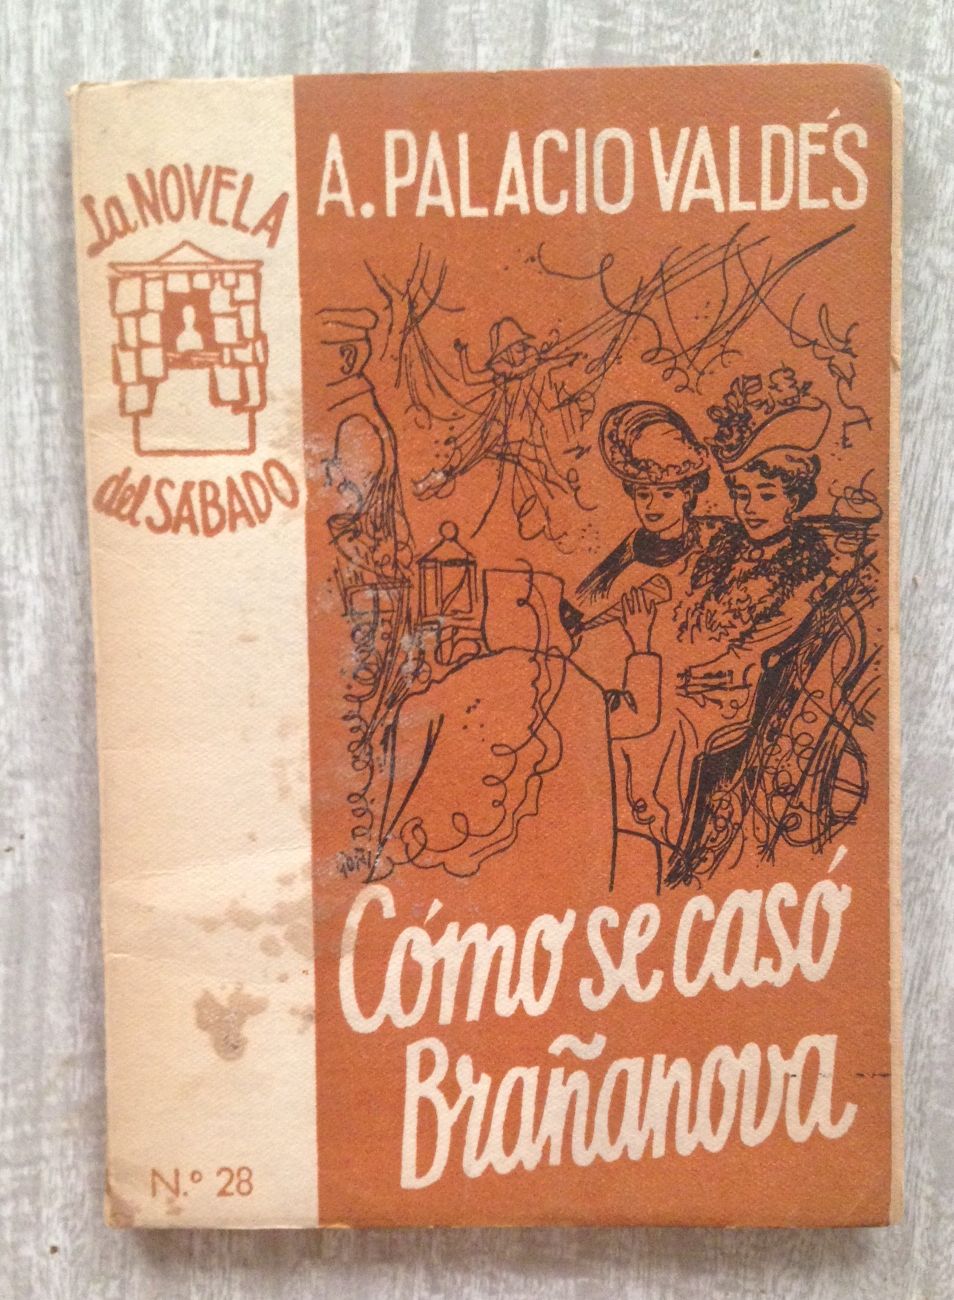 A. PALACIO VALDÉS
La NOVELA
del SÁBADO
Cómo se casó
Brañanova
N.º 28